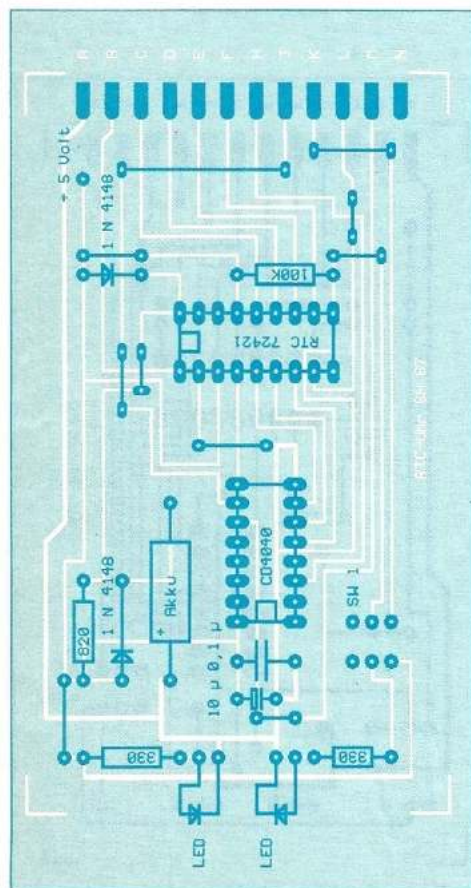 A B C D E F H J K L M N
+ 5 Volt
1 N 4148
100K
RTC 72421
CD4040
Akku
+
1 N 4148
820
10 µ 0,1 µ
SW 1
330
330
LED
LED